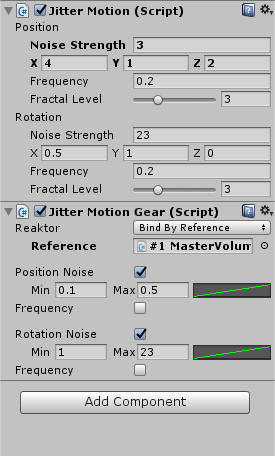 Jitter Motion (Script)
Position
Noise Strength 3
X 4 Y 1 Z 2
Frequency 0.2
Fractal Level 3
Rotation
Noise Strength 23
X 0.5 Y 1 Z 0
Frequency 0.2
Fractal Level 3
Jitter Motion Gear (Script)
Reaktor Bind By Reference
Reference #1 MasterVolum
Position Noise
Min 0.1 Max 0.5
Frequency
Rotation Noise
Min 1 Max 23
Frequency
Add Component